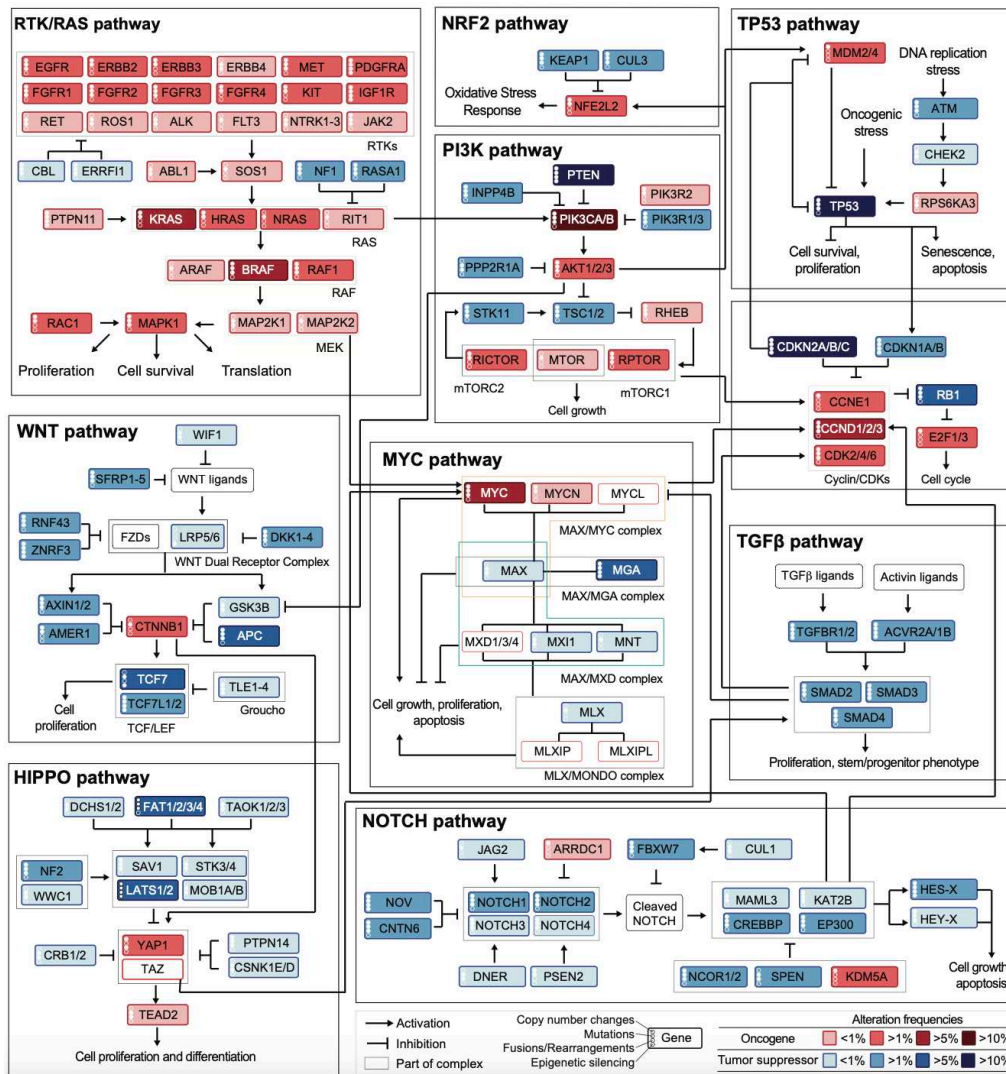 RTK/RAS pathway
EGFR ERBB2 ERBB3 ERBB4 MET PDGFRA
FGFR1 FGFR2 FGFR3 FGFR4 KIT IGF1R
RET ROS1 ALK FLT3 NTRK1-3 JAK2
RTKs
CBL ERRFI1 ABL1 SOS1 NF1 RASA1
PTPN11 KRAS HRAS NRAS RIT1
RAS
ARAF BRAF RAF1
RAF
RAC1 MAPK1 MAP2K1 MAP2K2
MEK
Proliferation Cell survival Translation
NRF2 pathway
KEAP1 CUL3
Oxidative Stress
Response
NFE2L2
PI3K pathway
PTEN
INPP4B PIK3R2
PIK3CA/B PIK3R1/3
PPP2R1A AKT1/2/3
STK11 TSC1/2 RHEB
RICTOR MTOR RPTOR
mTORC2 mTORC1
Cell growth
TP53 pathway
MDM2/4 DNA replication
stress
ATM
Oncogenic
stress
CHEK2
TP53 RPS6KA3
Cell survival,
proliferation
Senescence,
apoptosis
CDKN2A/B/C CDKN1A/B
CCNE1 RB1
CCND1/2/3 E2F1/3
CDK2/4/6
Cyclin/CDKs Cell cycle
WNT pathway
WIF1
SFRP1-5 WNT ligands
RNF43
ZNRF3
FZDs LRP5/6 DKK1-4
WNT Dual Receptor Complex
AXIN1/2 GSK3B
AMER1 CTNNB1 APC
TCF7
TCF7L1/2
TLE1-4
Groucho
Cell
proliferation
TCF/LEF
MYC pathway
MYC MYCN MYCL
MAX/MYC complex
MAX MGA
MAX/MGA complex
MXD1/3/4 MXI1 MNT
MAX/MXD complex
Cell growth, proliferation,
apoptosis
MLX
MLXIP MLXIPL
MLX/MONDO complex
TGFβ pathway
TGFβ ligands Activin ligands
TGFBR1/2 ACVR2A/1B
SMAD2 SMAD3
SMAD4
Proliferation, stem/progenitor phenotype
HIPPO pathway
DCHS1/2 FAT1/2/3/4 TAOK1/2/3
NF2 SAV1 STK3/4
WWC1 LATS1/2 MOB1A/B
CRB1/2 YAP1 PTPN14
TAZ CSNK1E/D
TEAD2
Cell proliferation and differentiation
NOTCH pathway
JAG2 ARRDC1 FBXW7 CUL1
NOV NOTCH1 NOTCH2
CNTN6 NOTCH3 NOTCH4
Cleaved
NOTCH
MAML3 KAT2B HES-X
CREBBP EP300 HEY-X
DNER PSEN2 NCOR1/2 SPEN KDM5A
Cell growth,
apoptosis
Activation
Inhibition
Part of complex
Copy number changes
Mutations
Fusions/Rearrangements
Epigenetic silencing
Gene
Alteration frequencies
Oncogene <1% >1% >5% >10%
Tumor suppressor <1% >1% >5% >10%